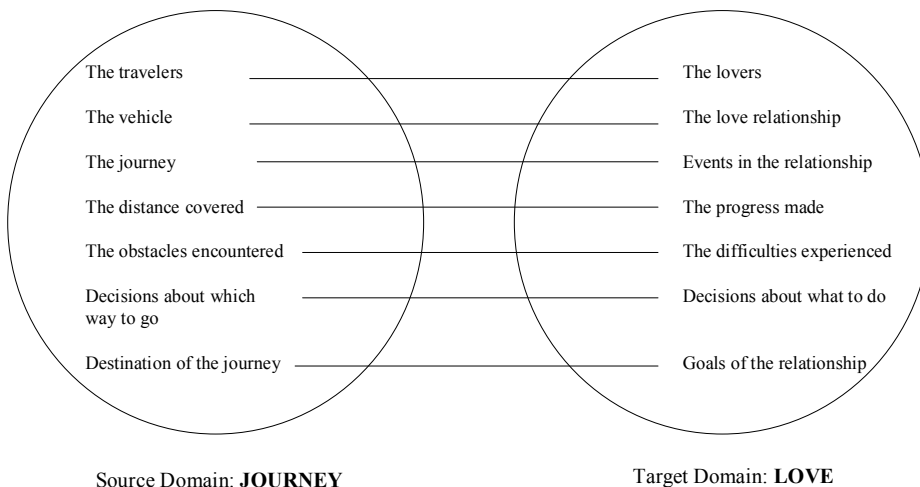 The travelers
The lovers
The vehicle
The love relationship
The journey
Events in the relationship
The distance covered
The progress made
The obstacles encountered
The difficulties experienced
Decisions about which
way to go
Decisions about what to do
Destination of the journey
Goals of the relationship
Source Domain: JOURNEY
Target Domain: LOVE